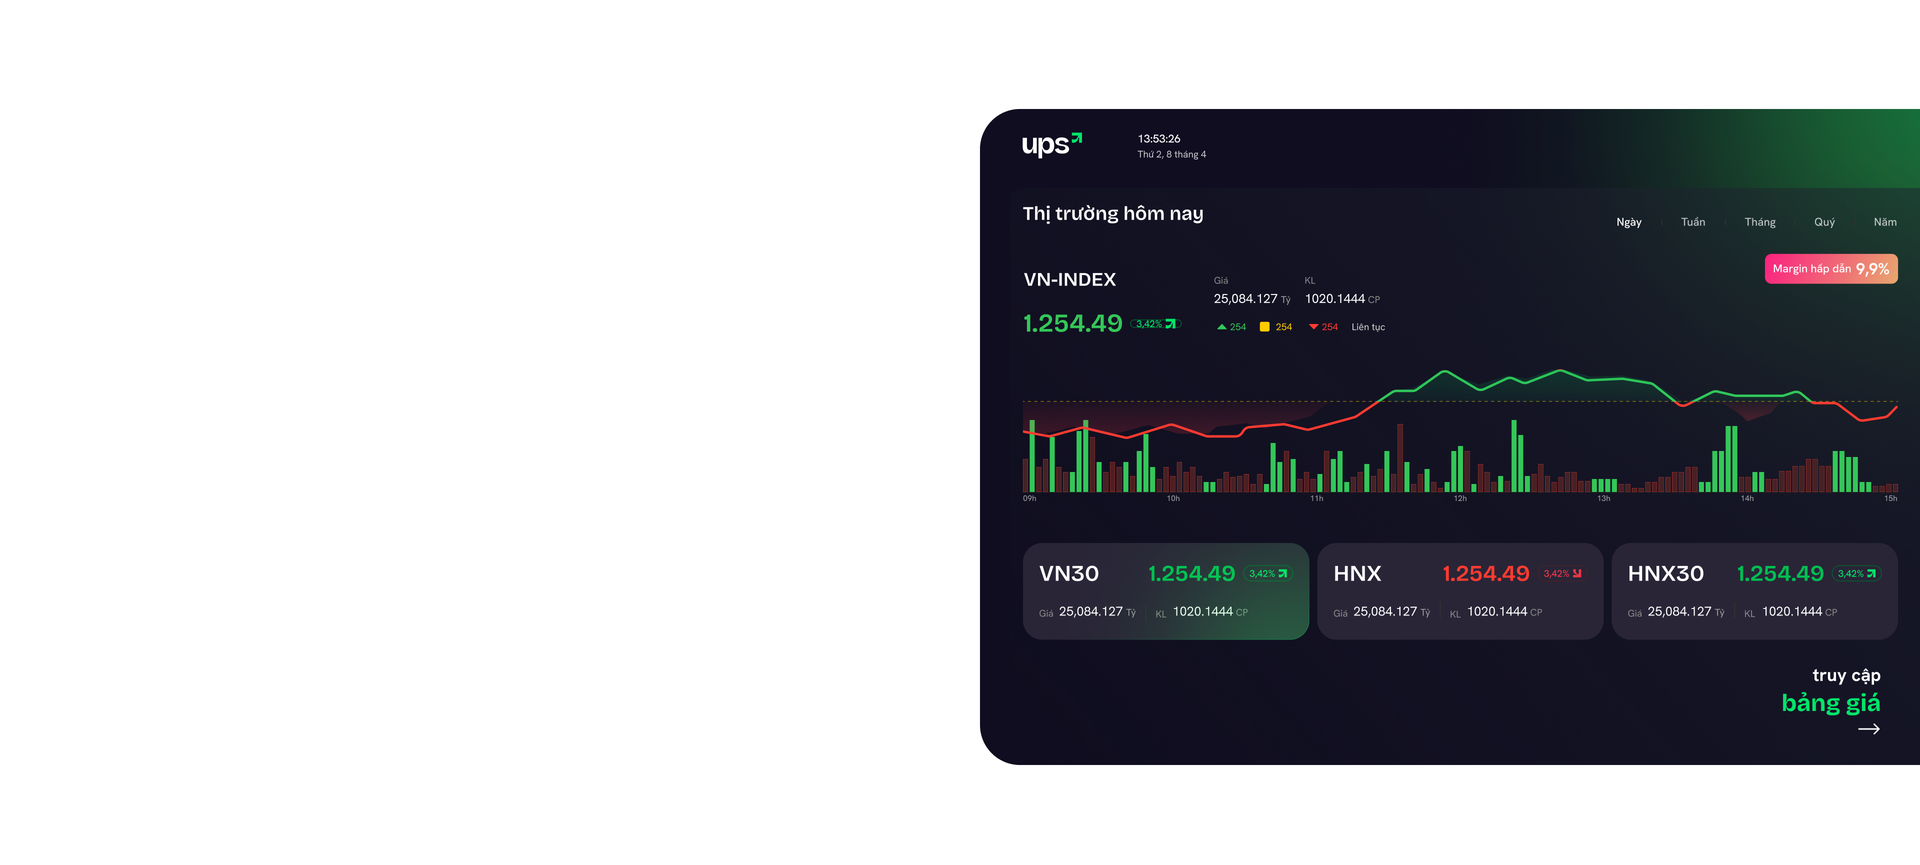 ups
13:53:26
Thứ 2, 8 tháng 4
Thị trường hôm nay
Ngày Tuần Tháng Quý Năm
Margin hấp dẫn 9,9%
VN-INDEX
1.254.49 3,42%
Giá KL
25,084.127 Tỷ 1020.1444 CP
254 254 254 Liên tục
09h 10h 11h 12h 13h 14h 15h
VN30 1.254.49 3,42%
Giá 25,084.127 Tỷ KL 1020.1444 CP
HNX 1.254.49 3,42%
Giá 25,084.127 Tỷ KL 1020.1444 CP
HNX30 1.254.49 3,42%
Giá 25,084.127 Tỷ KL 1020.1444 CP
truy cập
bảng giá